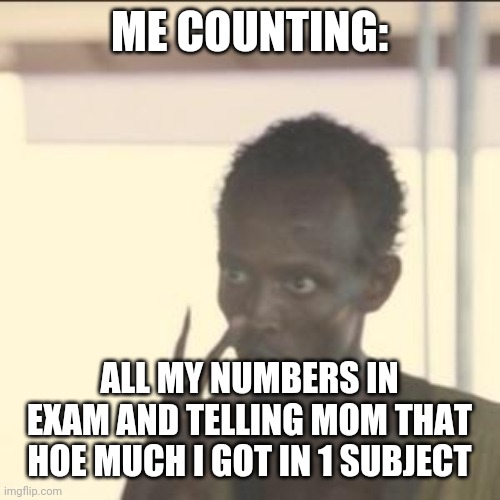 ME COUNTING:
ALL MY NUMBERS IN
EXAM AND TELLING MOM THAT
HOE MUCH I GOT IN 1 SUBJECT
imgflip.com